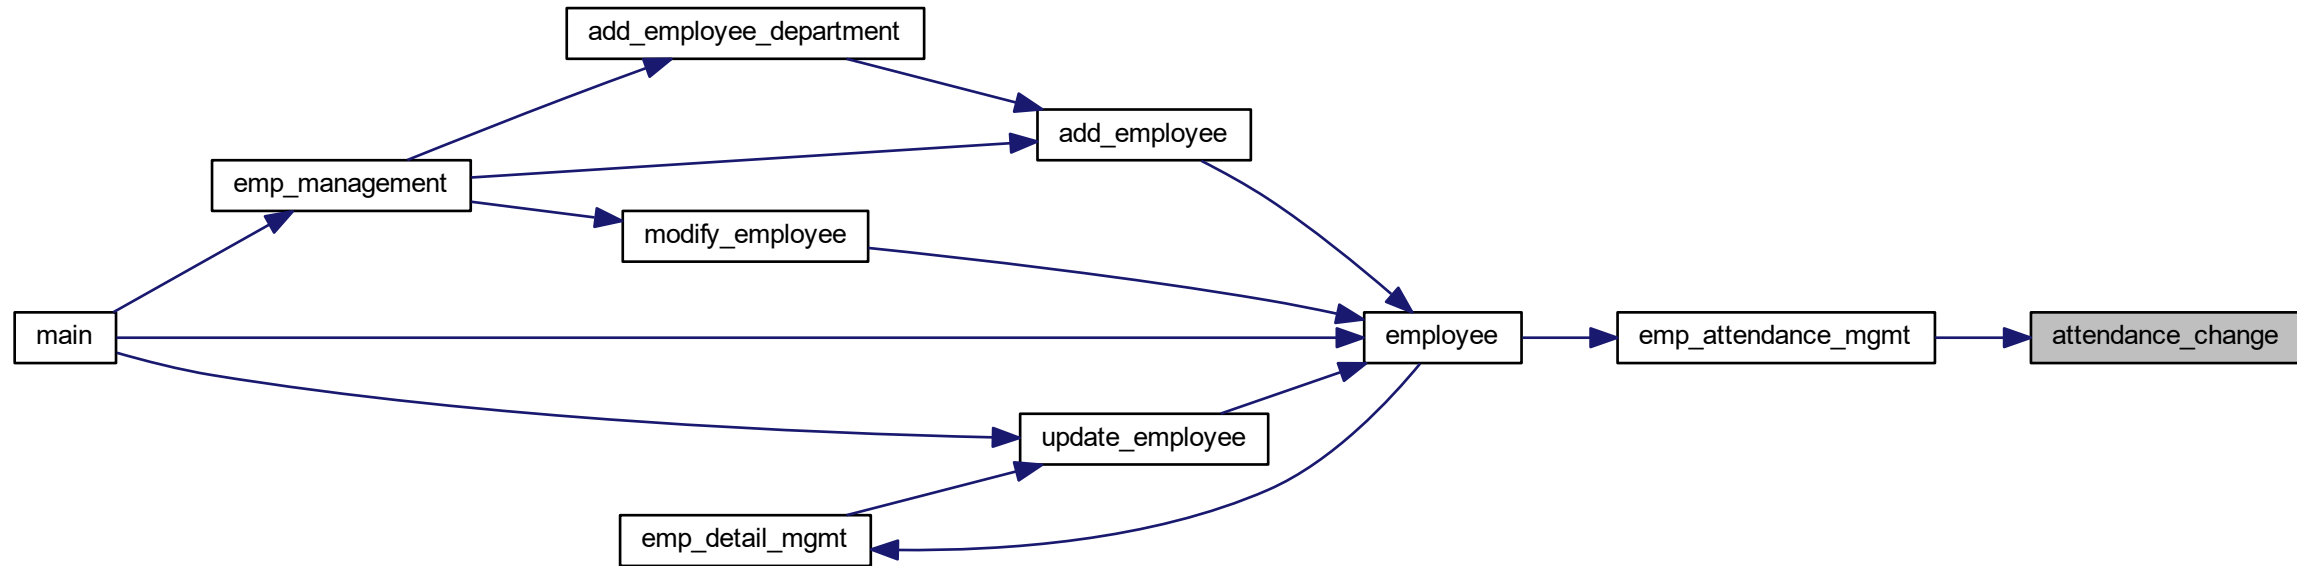 add_employee_department
add_employee
emp_management
modify_employee
main
employee
emp_attendance_mgmt
attendance_change
update_employee
emp_detail_mgmt